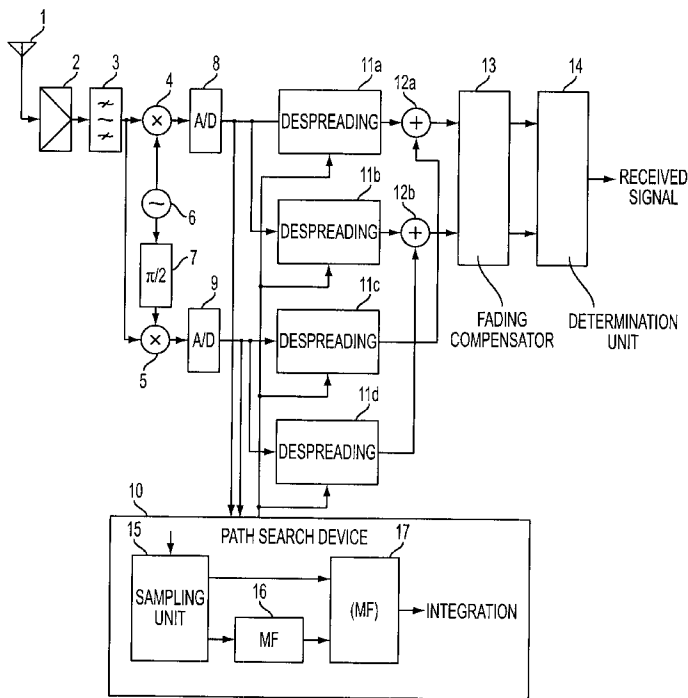 1
2
3
4
8
11a
12a
13
14
A/D
DESPREADING
11b
12b
DESPREADING
RECEIVED
SIGNAL
6
7
π/2
9
11c
A/D
DESPREADING
5
FADING
COMPENSATOR
DETERMINATION
UNIT
11d
DESPREADING
10
PATH SEARCH DEVICE
15
17
SAMPLING
UNIT
16
MF
(MF)
INTEGRATION